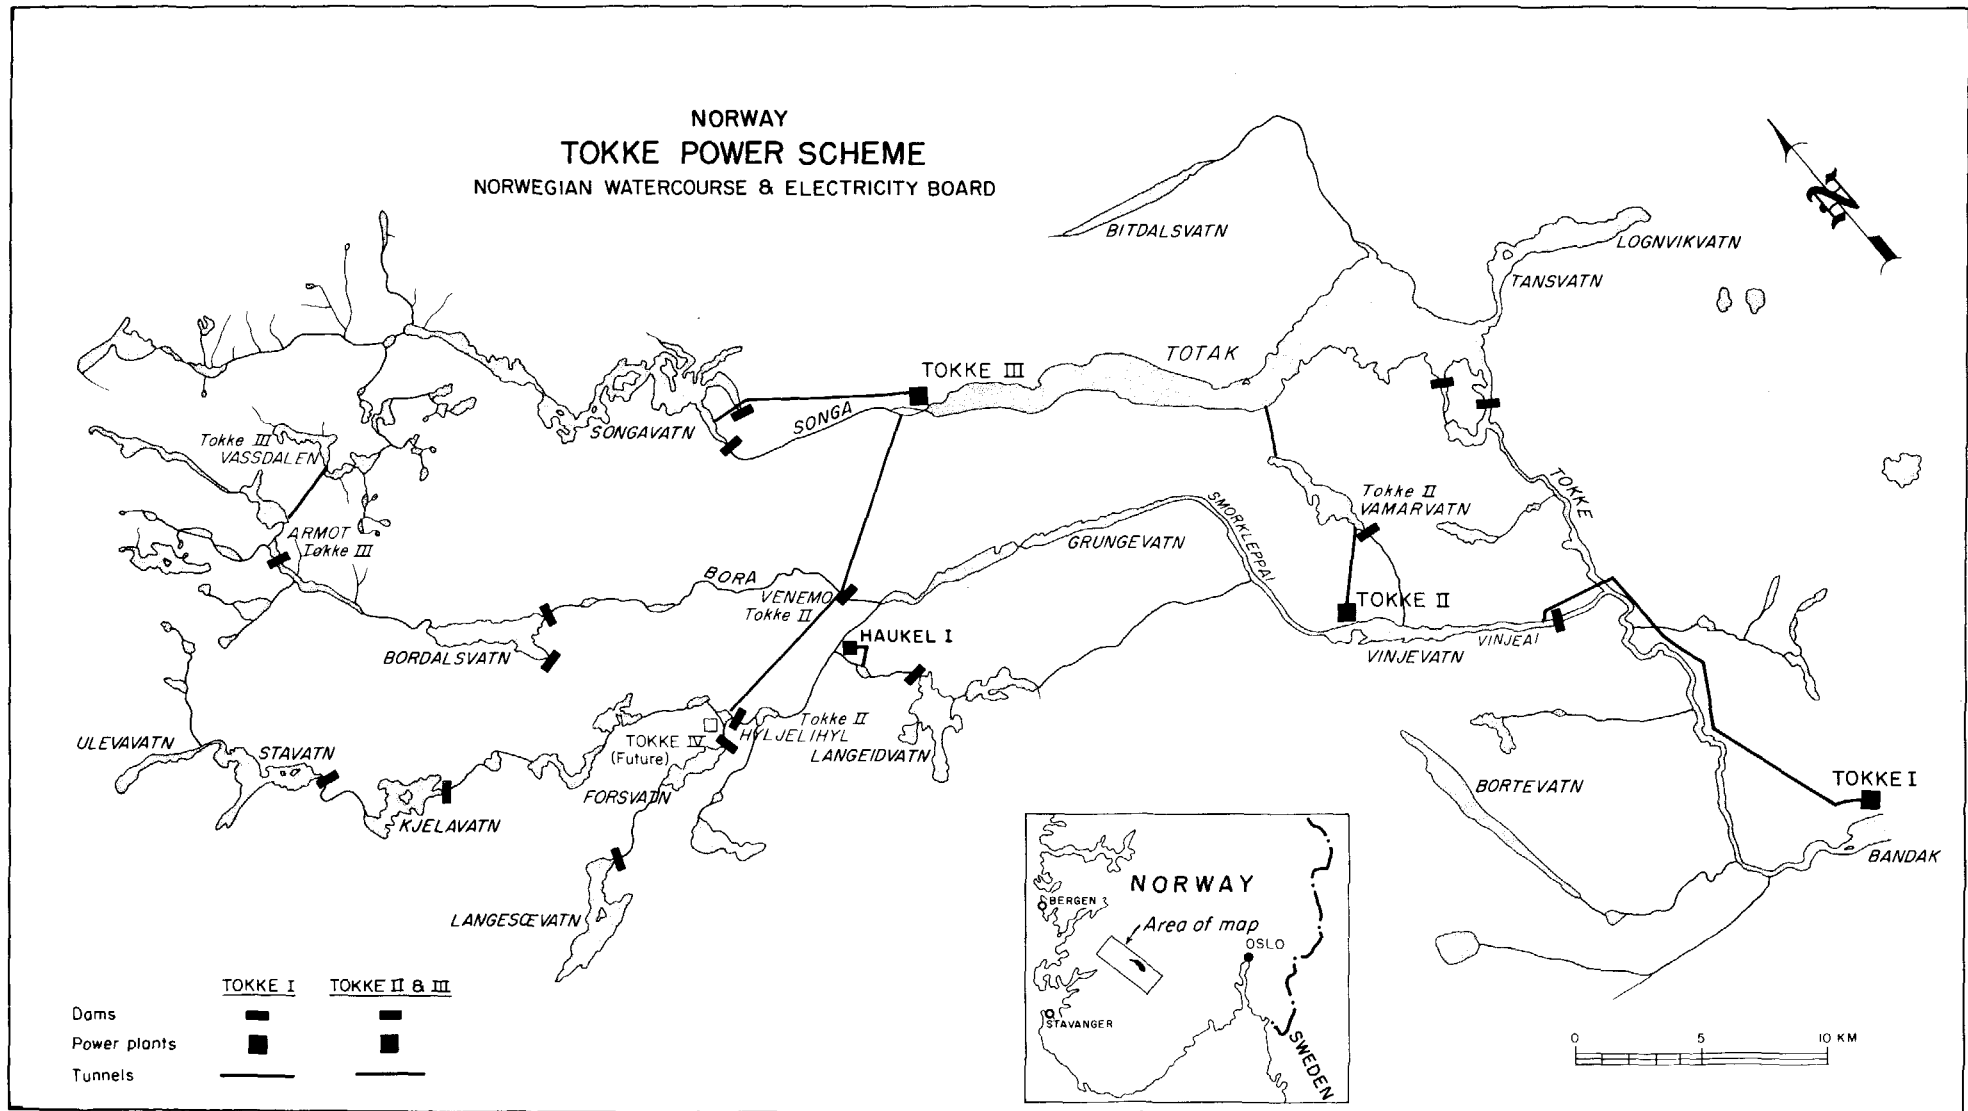 NORWAY
TOKKE POWER SCHEME
NORWEGIAN WATERCOURSE & ELECTRICITY BOARD
N
BITDALSVATN
LOGNVIKVATN
TANSVATN
TOTAK
TOKKE III
SONGA
SONGAVATN
Tokke III
VASSDALEN
ARMOT
Tokke III
TOKKE
Tokke II
VAMARVATN
SMORKLEPPAI
GRUNGEVATN
BORA
VENEMO
Tokke II
TOKKE II
HAUKEL I
VINJEAI
VINJEVATN
BORDALSVATN
Tokke II
HYLJELIHYL
TOKKE IV
(Future)
LANGEIDVATN
ULEVAVATN
STAVATN
FORSVATN
KJELAVATN
BORTEVATN
TOKKE I
BANDAK
LANGESŒVATN
NORWAY
BERGEN
Area of map
OSLO
STAVANGER
SWEDEN
TOKKE I TOKKE II & III
Dams
Power plants
Tunnels
0 5 10 KM